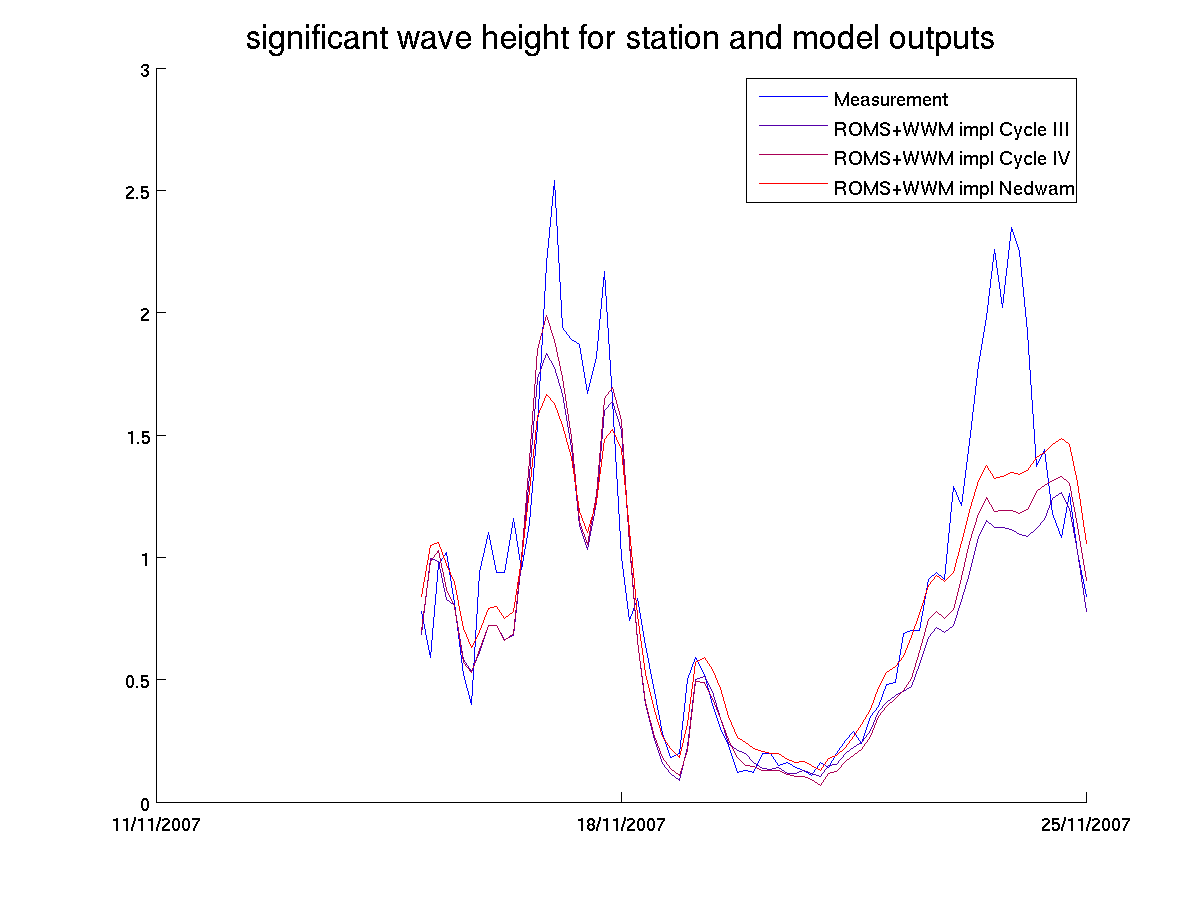 significant wave height for station and model outputs
3
Measurement
ROMS+WWM impl Cycle III
ROMS+WWM impl Cycle IV
ROMS+WWM impl Nedwam
2.5
2
1.5
1
0.5
0
11/11/2007 18/11/2007 25/11/2007